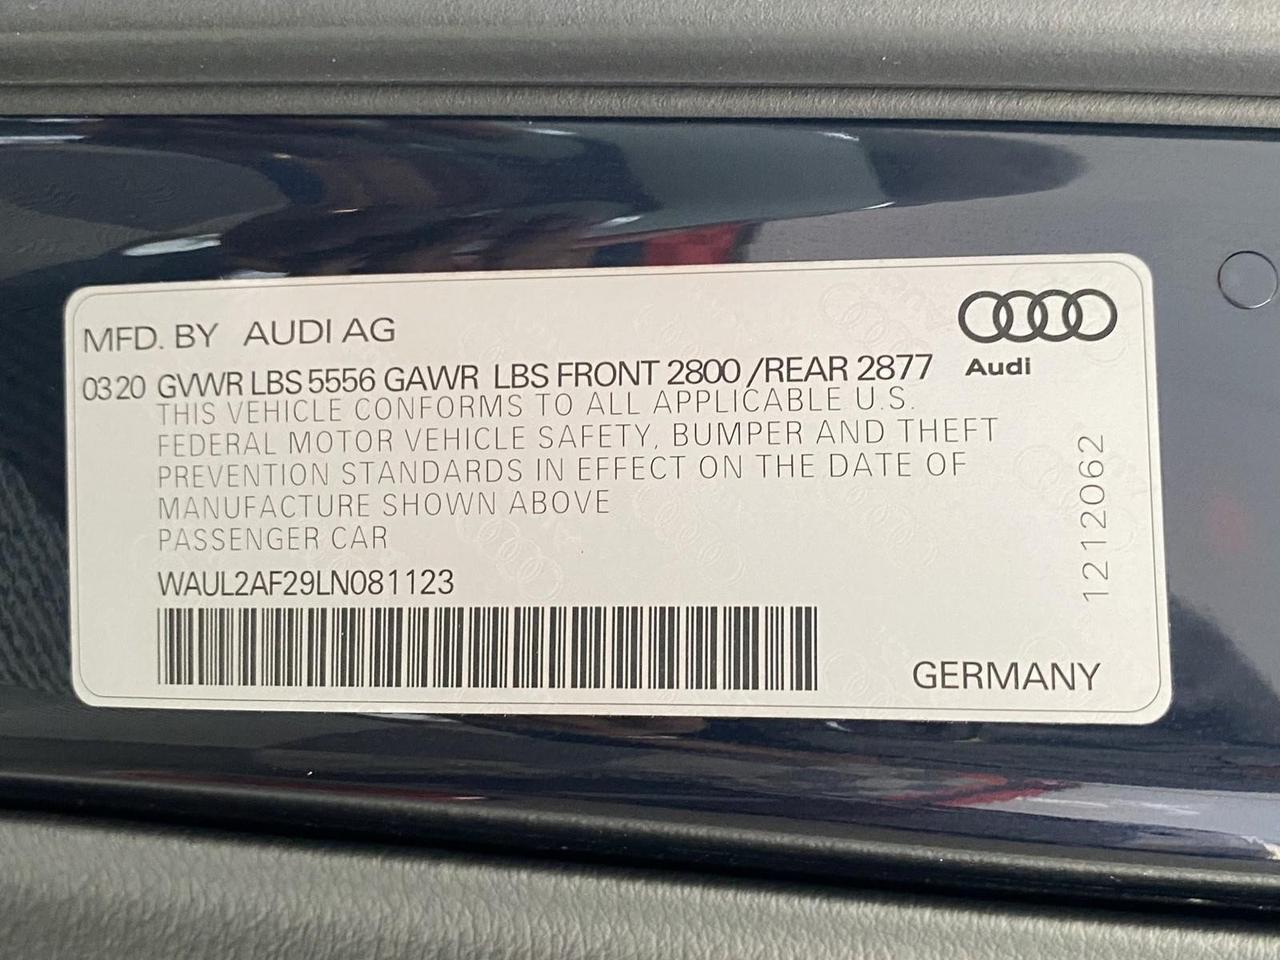 MFD. BY AUDI AG
Audi
0320 GVWR LBS 5556 GAWR LBS FRONT 2800 /REAR 2877
THIS VEHICLE CONFORMS TO ALL APPLICABLE U.S.
FEDERAL MOTOR VEHICLE SAFETY, BUMPER AND THEFT
PREVENTION STANDARDS IN EFFECT ON THE DATE OF
MANUFACTURE SHOWN ABOVE
PASSENGER CAR
WAUL2AF29LN081123
1212062
GERMANY